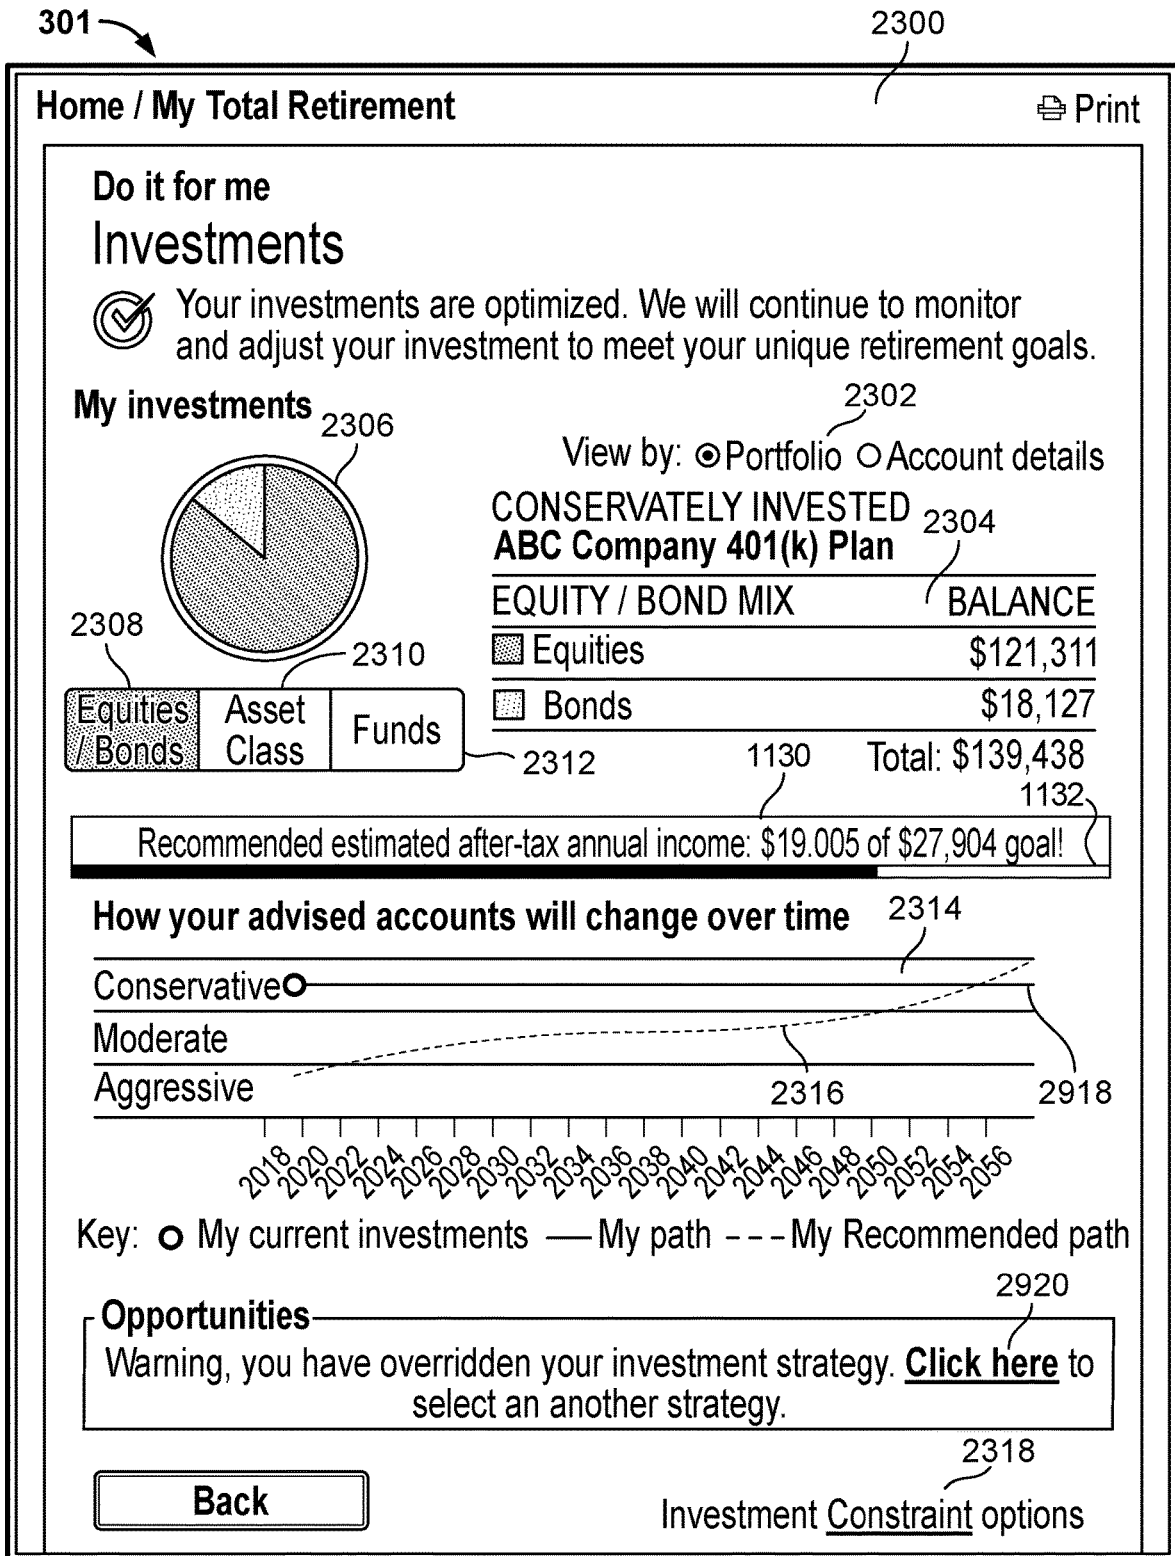 301
2300
Home / My Total Retirement
Print
Do it for me
Investments
Your investments are optimized. We will continue to monitor
and adjust your investment to meet your unique retirement goals.
My investments
2306
2302
View by: Portfolio Account details
CONSERVATELY INVESTED
2304
ABC Company 401(k) Plan
EQUITY / BOND MIX BALANCE
Equities $121,311
Bonds $18,127
Total: $139,438
2308
2310
Equities
/ Bonds
Asset
Class
Funds
2312
1130
1132
Recommended estimated after-tax annual income: $19.005 of $27,904 goal!
How your advised accounts will change over time
2314
Conservative
Moderate
Aggressive
2316
2918
2018 2020 2022 2024 2026 2028 2030 2032 2034 2036 2038 2040 2042 2044 2046 2048 2050 2052 2054 2056
Key: My current investments — My path - - - My Recommended path
2920
Opportunities
Warning, you have overridden your investment strategy. Click here to
select an another strategy.
2318
Back
Investment Constraint options